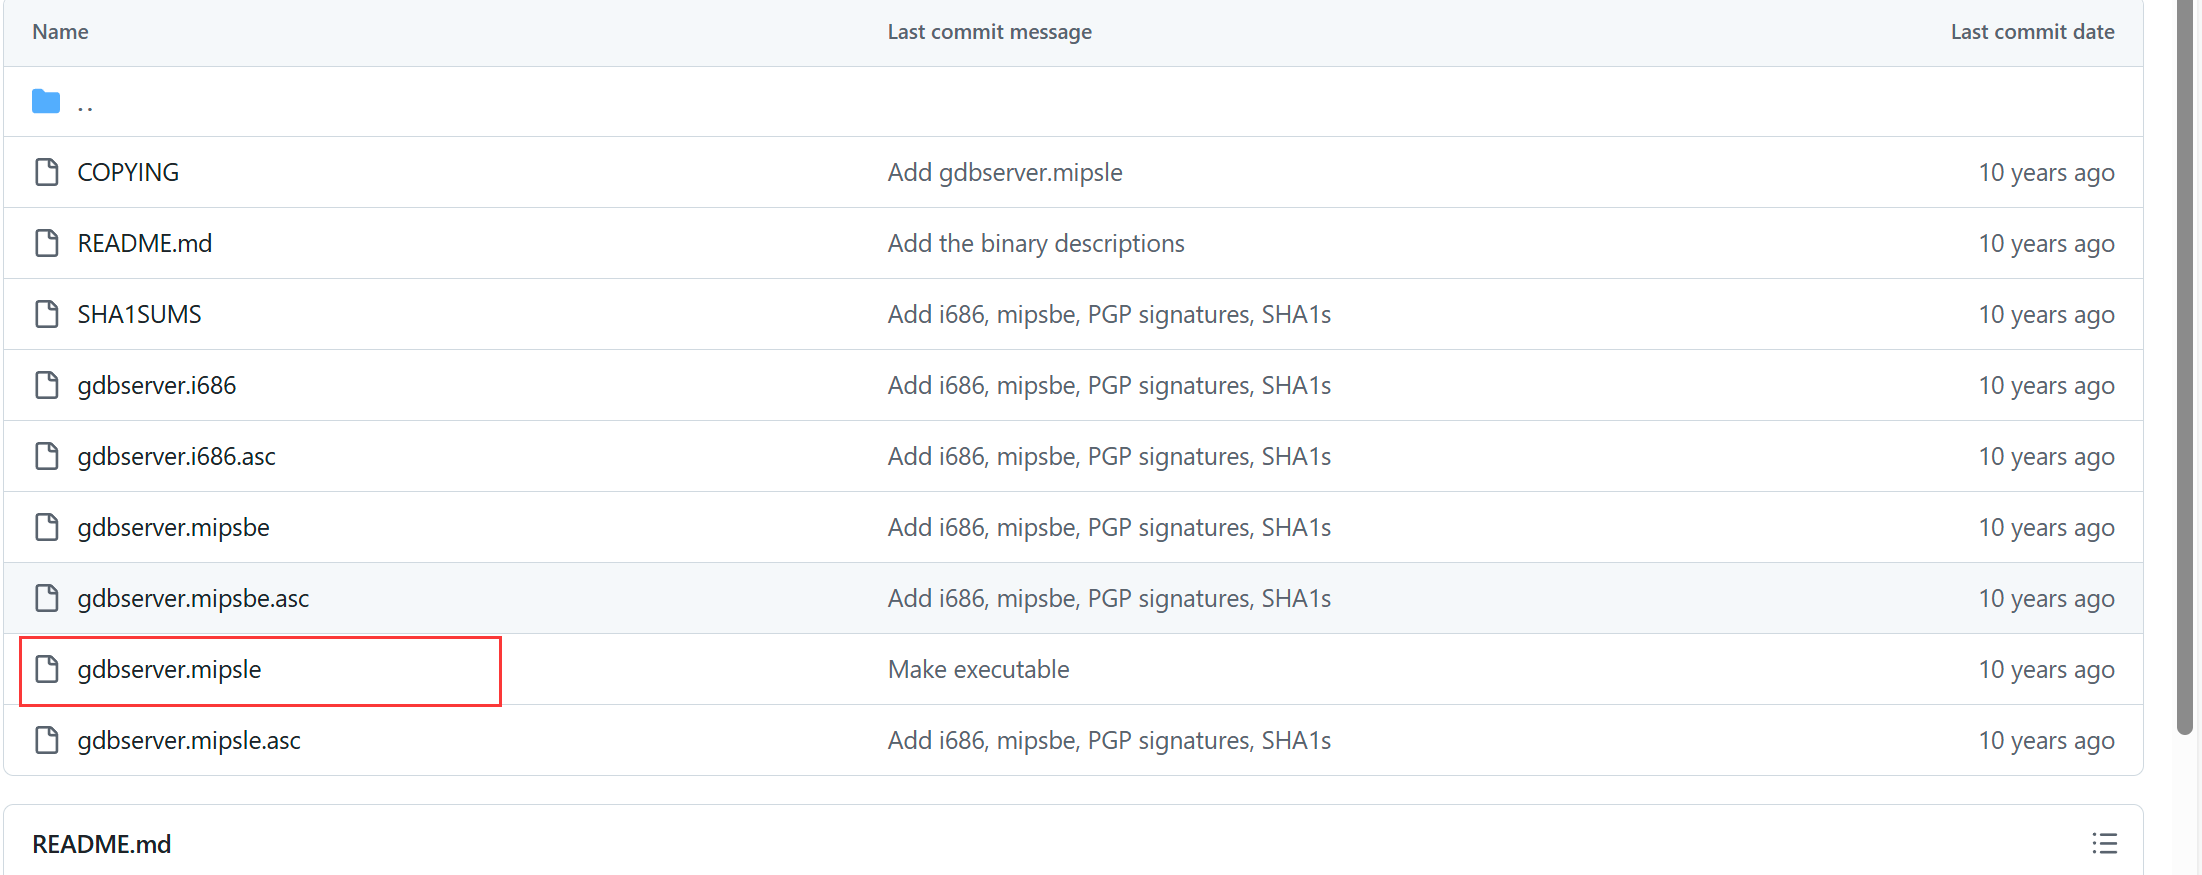 Name Last commit message Last commit date
..
COPYING Add gdbserver.mipsle 10 years ago
README.md Add the binary descriptions 10 years ago
SHA1SUMS Add i686, mipsbe, PGP signatures, SHA1s 10 years ago
gdbserver.i686 Add i686, mipsbe, PGP signatures, SHA1s 10 years ago
gdbserver.i686.asc Add i686, mipsbe, PGP signatures, SHA1s 10 years ago
gdbserver.mipsbe Add i686, mipsbe, PGP signatures, SHA1s 10 years ago
gdbserver.mipsbe.asc Add i686, mipsbe, PGP signatures, SHA1s 10 years ago
gdbserver.mipsle Make executable 10 years ago
gdbserver.mipsle.asc Add i686, mipsbe, PGP signatures, SHA1s 10 years ago
README.md